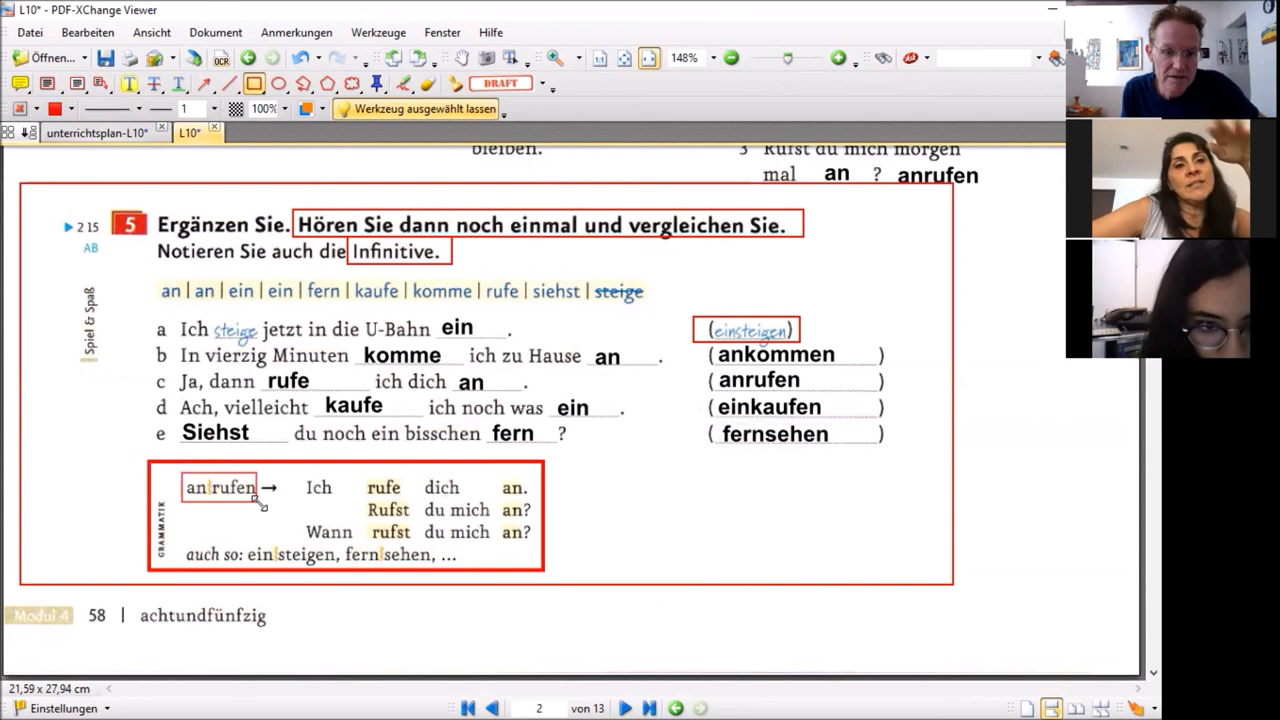 L10* - PDF-XChange Viewer
Datei Bearbeiten Ansicht Dokument Anmerkungen Werkzeuge Fenster Hilfe
Öffnen... OCR 148%
DRAFT
1 100% Werkzeug ausgewählt lassen
unterrichtsplan-L10* L10*
bleiben. 3 Rufst du mich morgen
mal an ? anrufen
▶ 2 15 5 Ergänzen Sie. Hören Sie dann noch einmal und vergleichen Sie.
AB Notieren Sie auch die Infinitive.
Spiel & Spaß
an | an | ein | ein | fern | kaufe | komme | rufe | siehst | steige
a Ich steige jetzt in die U-Bahn ein . (einsteigen)
b In vierzig Minuten komme ich zu Hause an . ( ankommen )
c Ja, dann rufe ich dich an . ( anrufen )
d Ach, vielleicht kaufe ich noch was ein . ( einkaufen )
e Siehst du noch ein bisschen fern ? ( fernsehen )
GRAMMATIK
an|rufen → Ich rufe dich an.
Rufst du mich an?
Wann rufst du mich an?
auch so: ein|steigen, fern|sehen, ...
Modul 4 58 | achtundfünfzig
21,59 x 27,94 cm
Einstellungen 2 von 13